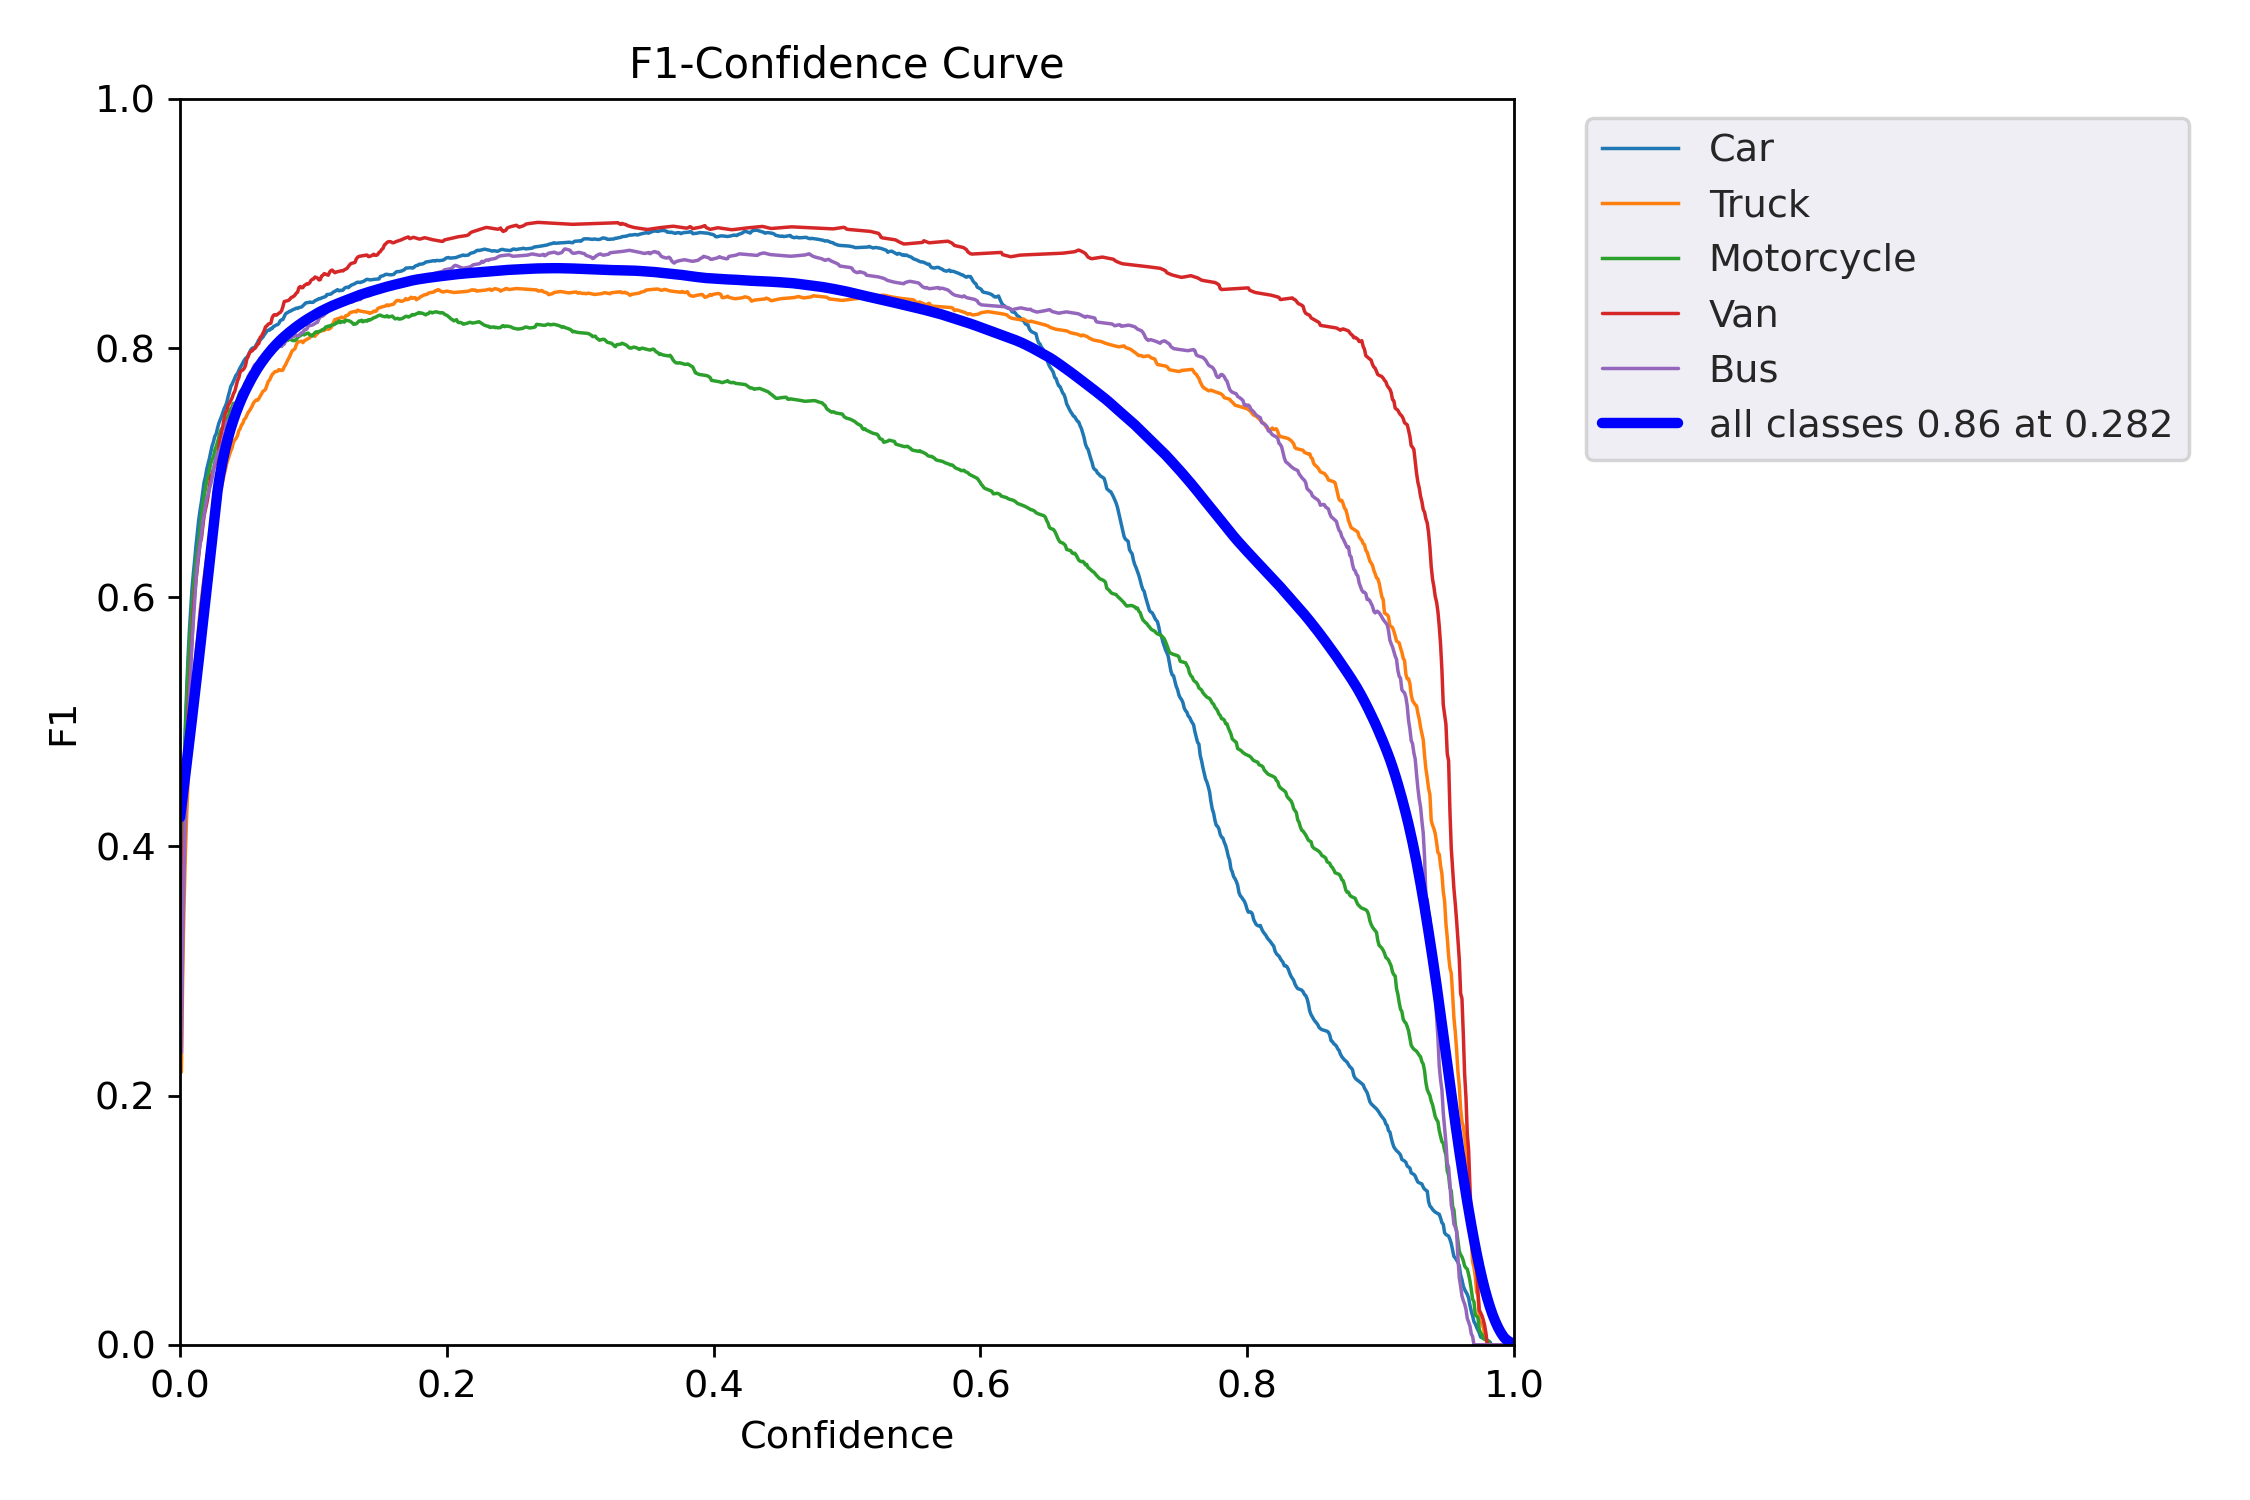 F1-Confidence Curve
1.0
0.8
0.6
0.4
0.2
0.0
F1
0.0 0.2 0.4 0.6 0.8 1.0
Confidence
Car
Truck
Motorcycle
Van
Bus
all classes 0.86 at 0.282